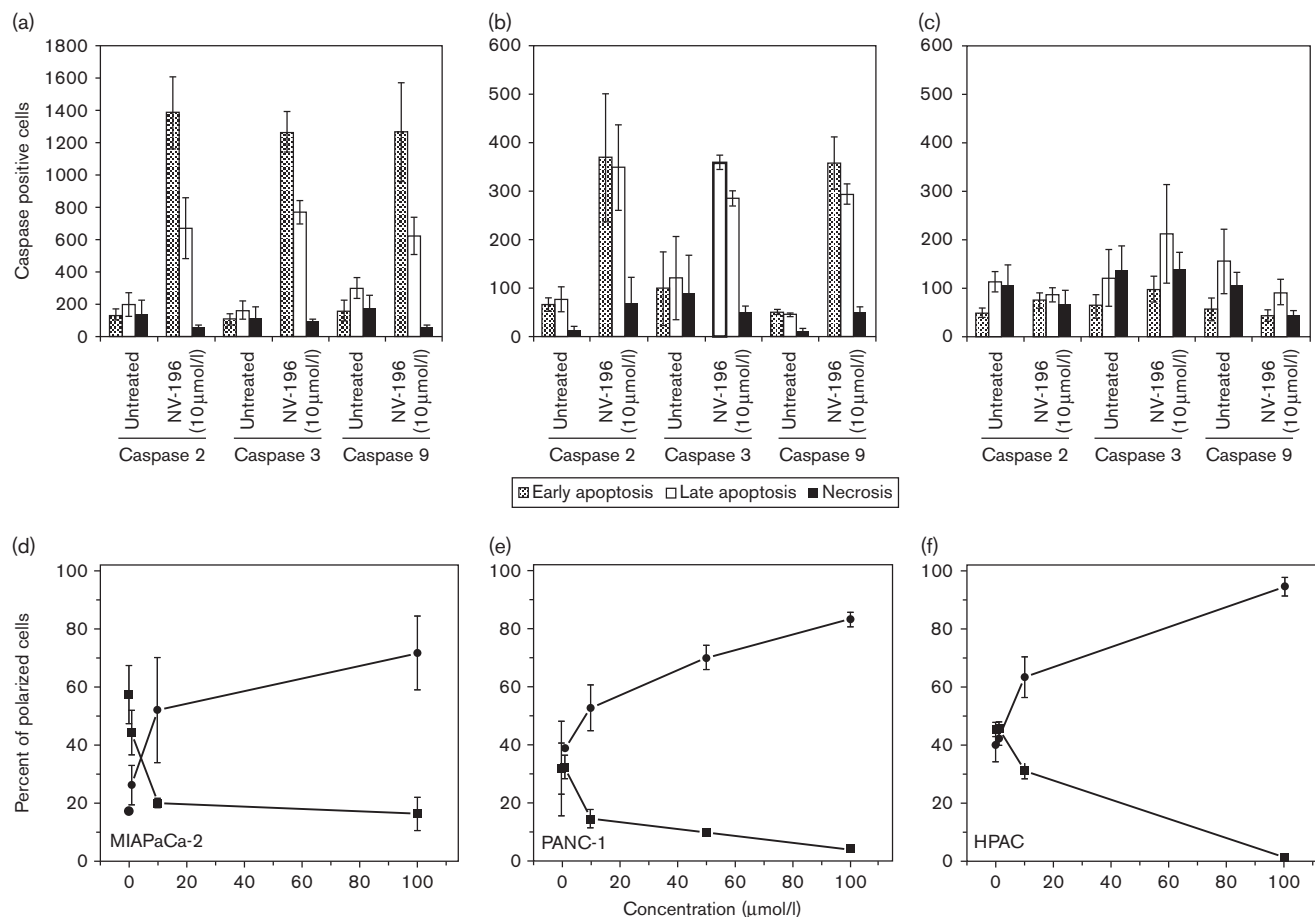 (a)
(b)
(c)
Caspase positive cells
1800
1600
1400
1200
1000
800
600
400
200
0
600
500
400
300
200
100
0
600
500
400
300
200
100
0
Untreated
NV-196
(10 μmol/l)
Untreated
NV-196
(10 μmol/l)
Untreated
NV-196
(10 μmol/l)
Caspase 2
Caspase 3
Caspase 9
Untreated
NV-196
(10 μmol/l)
Untreated
NV-196
(10 μmol/l)
Untreated
NV-196
(10 μmol/l)
Caspase 2
Caspase 3
Caspase 9
Untreated
NV-196
(10 μmol/l)
Untreated
NV-196
(10 μmol/l)
Untreated
NV-196
(10 μmol/l)
Caspase 2
Caspase 3
Caspase 9
Early apoptosis Late apoptosis Necrosis
(d)
(e)
(f)
Percent of polarized cells
100
80
60
40
20
0
MIAPaCa-2
0 20 40 60 80 100
100
80
60
40
20
0
PANC-1
0 20 40 60 80 100
100
80
60
40
20
0
HPAC
0 20 40 60 80 100
Concentration (μmol/l)